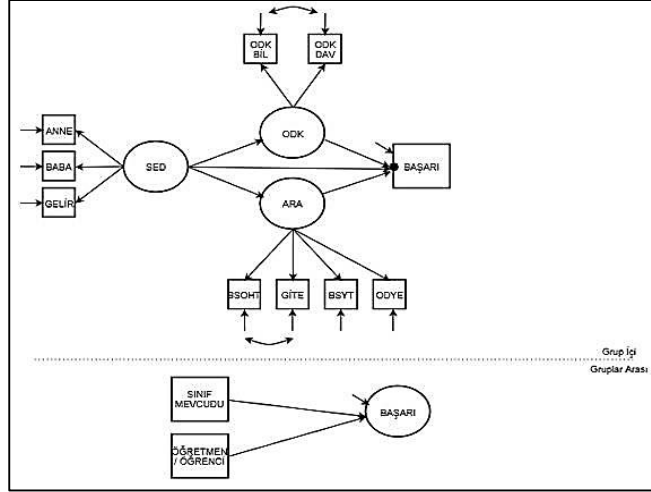 ODK
BİL
ODK
DAV
ANNE
BABA
GELİR
SED
ODK
BAŞARI
ARA
BSOHT
GİTE
BSYT
ODYE
Grup İçi
Gruplar Arası
SINIF
MEVCUDU
BAŞARI
ÖĞRETMEN
/ ÖĞRENCİ